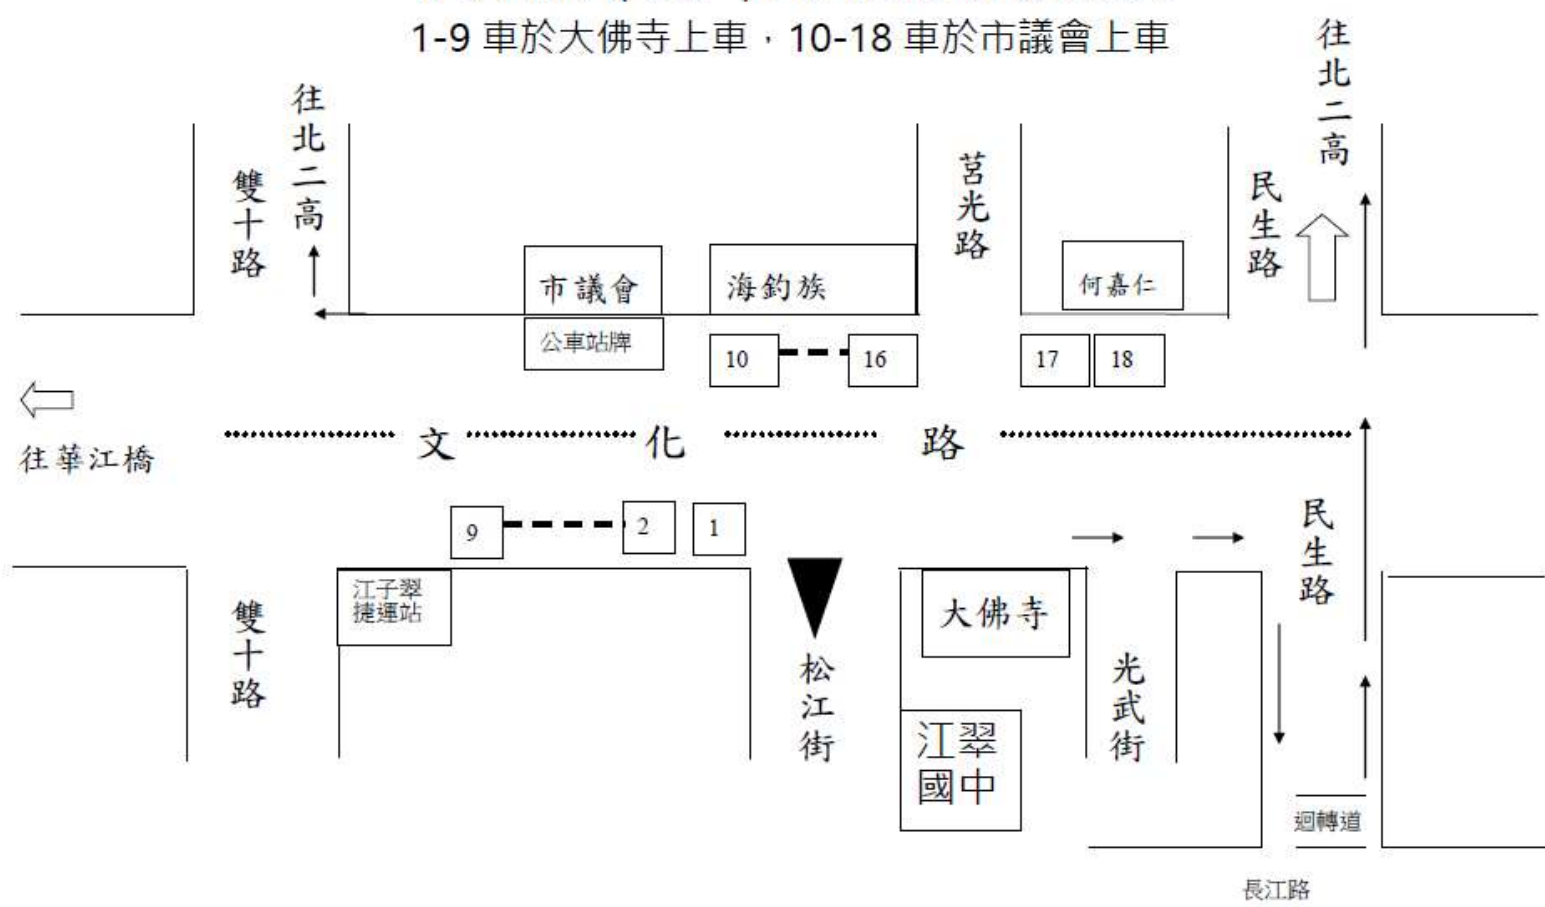 1-9 車於大佛寺上車，10-18 車於市議會上車
往北二高
往北二高
雙十路
莒光路
民生路
市議會
海釣族
何嘉仁
公車站牌
10
16
17
18
往華江橋
文化路
9
2
1
民生路
江子翠
捷運站
大佛寺
雙十路
松江街
光武街
江翠
國中
迴轉道
長江路